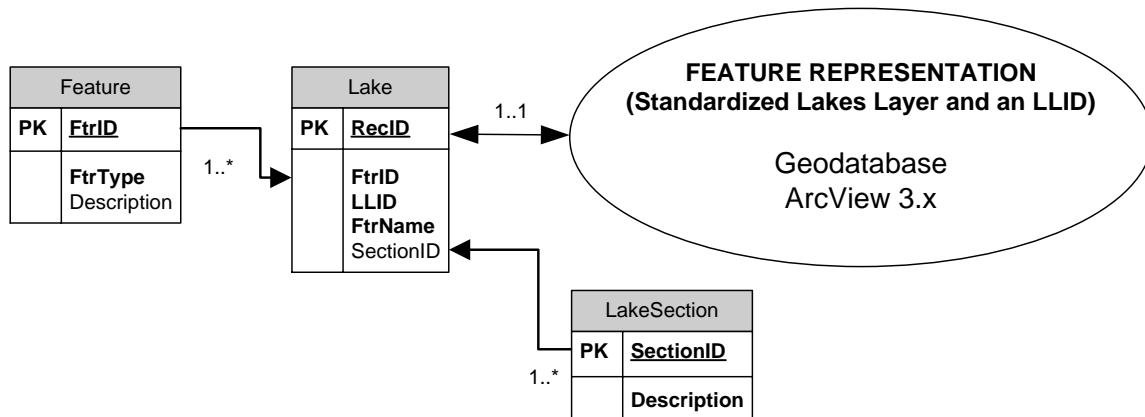 Feature
PK FtrID
FtrType
Description
1..*
Lake
PK RecID
FtrID
LLID
FtrName
SectionID
1..1
FEATURE REPRESENTATION
(Standardized Lakes Layer and an LLID)
Geodatabase
ArcView 3.x
LakeSection
PK SectionID
Description
1..*